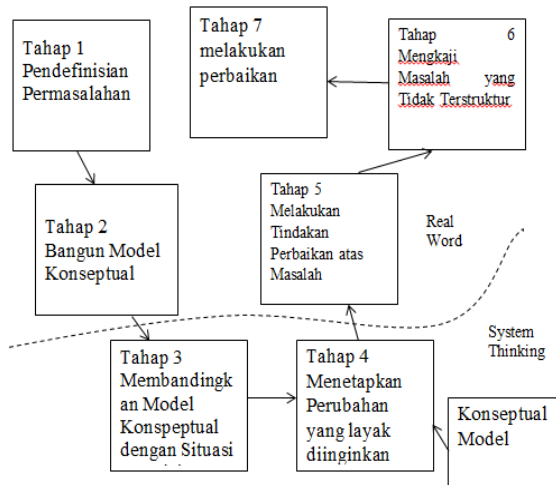 Tahap 1
Pendefinisian
Permasalahan
Tahap 7
melakukan
perbaikan
Tahap 6
Mengkaji
Masalah yang
Tidak Terstruktur
Tahap 2
Bangun Model
Konseptual
Tahap 5
Melakukan
Tindakan
Perbaikan atas
Masalah
Real
Word
System
Thinking
Tahap 3
Membandingk
an Model
Konspeptual
dengan Situasi
Tahap 4
Menetapkan
Perubahan
yang layak
diinginkan
Konseptual
Model